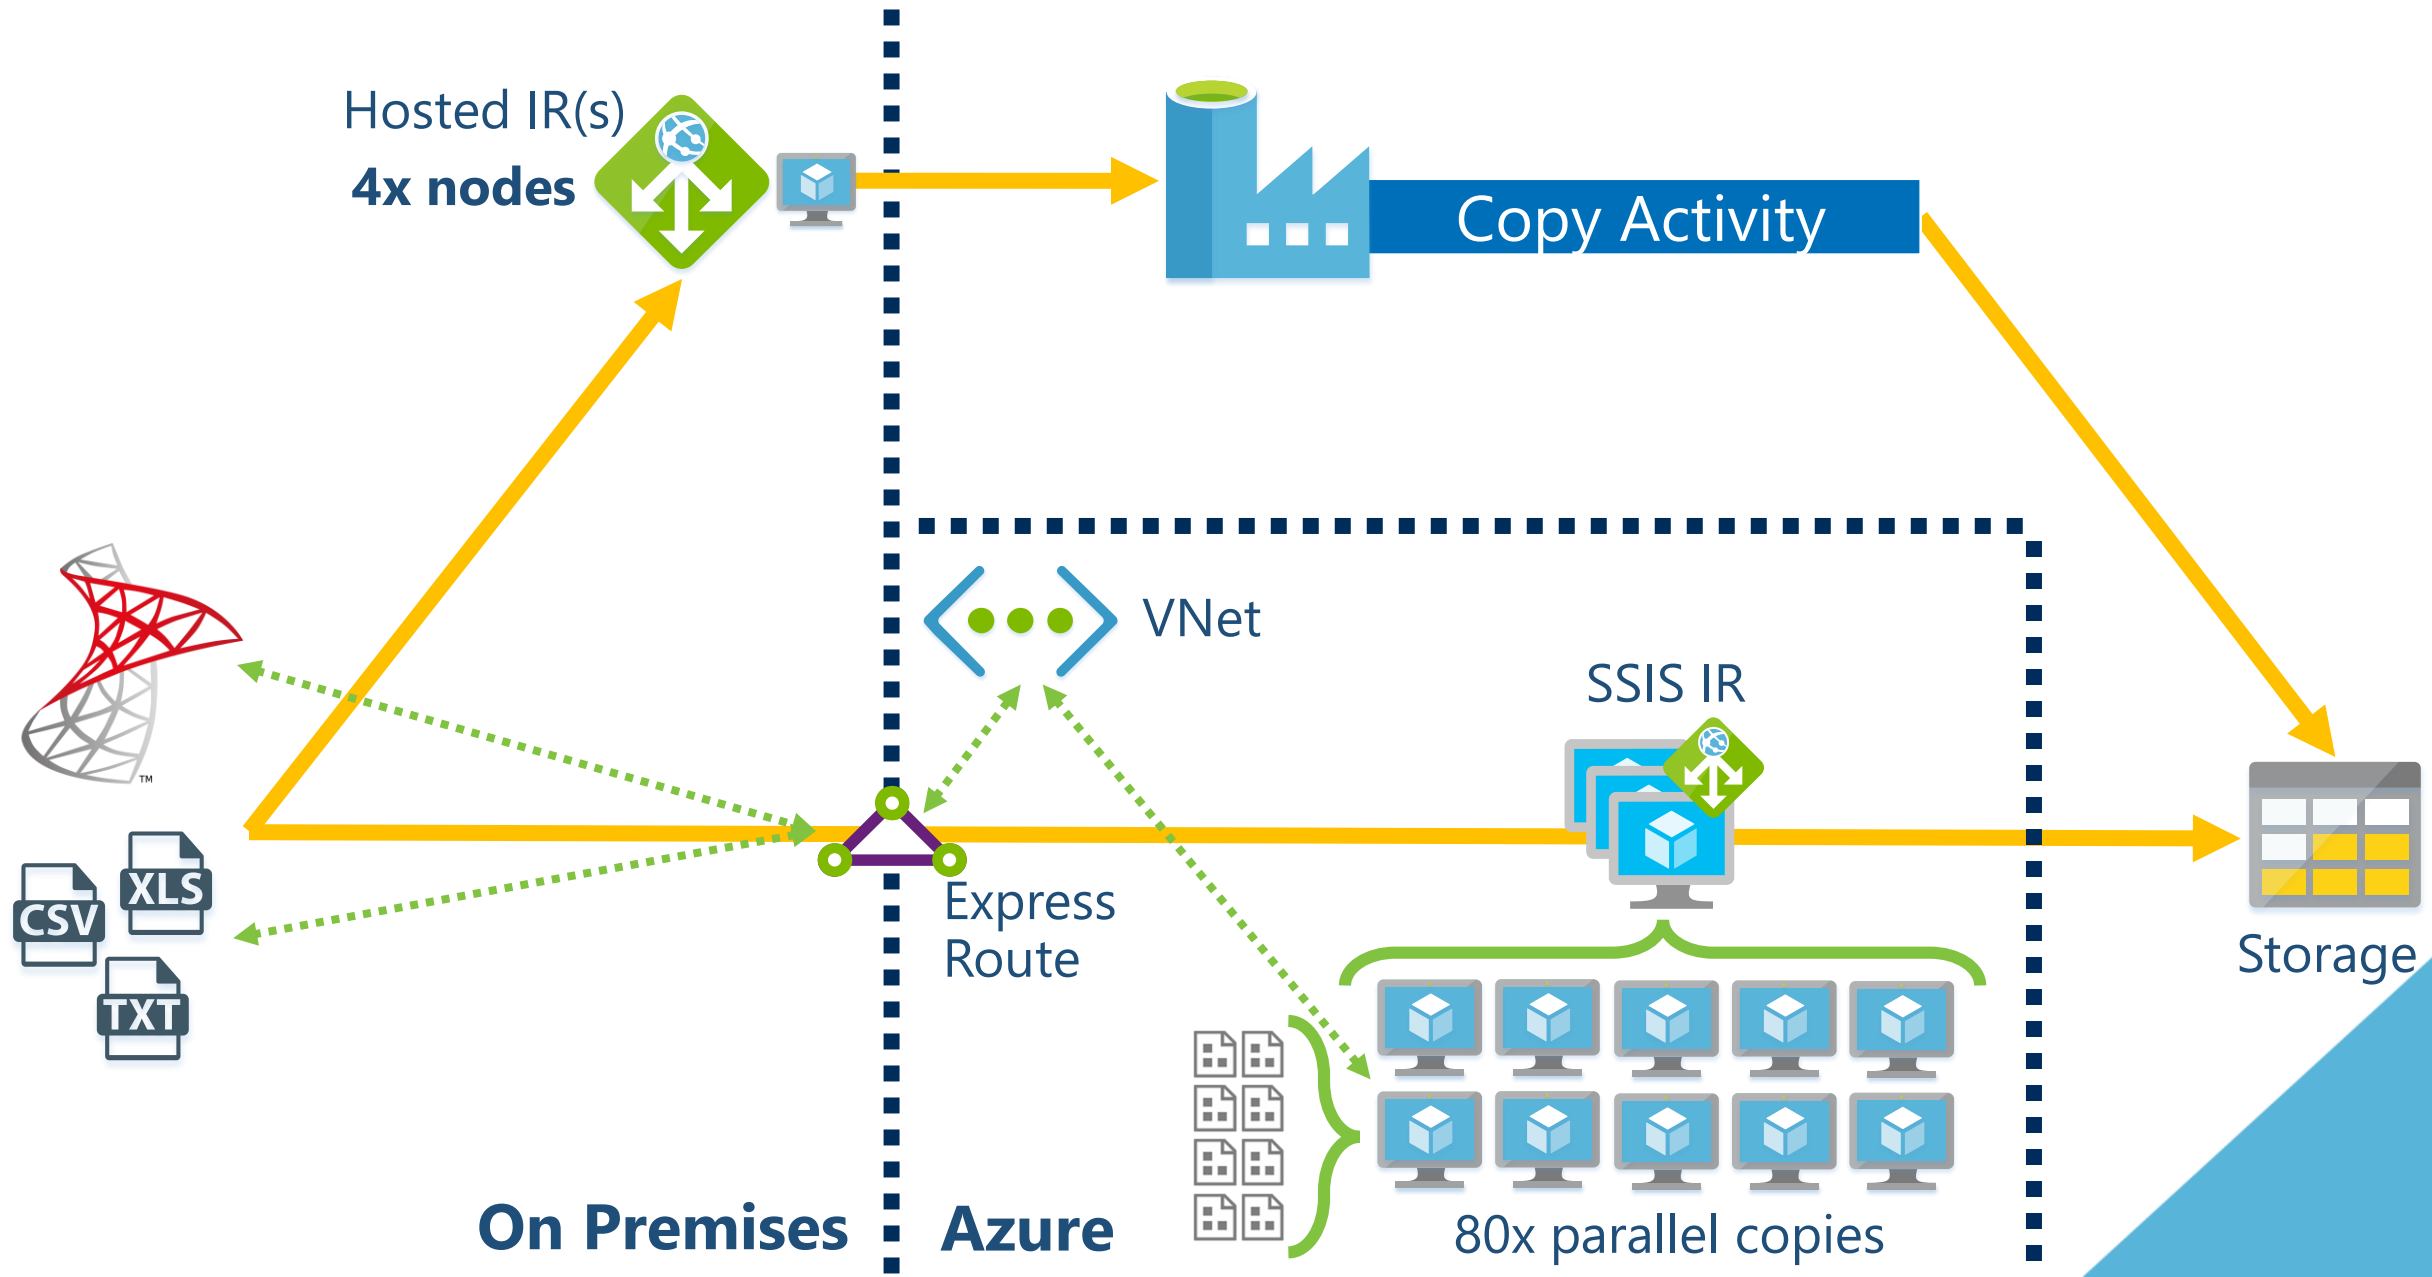 Hosted IR(s)
4x nodes
Copy Activity
VNet
SSIS IR
TM
XLS
CSV
TXT
Express
Route
Storage
On Premises
Azure
80x parallel copies